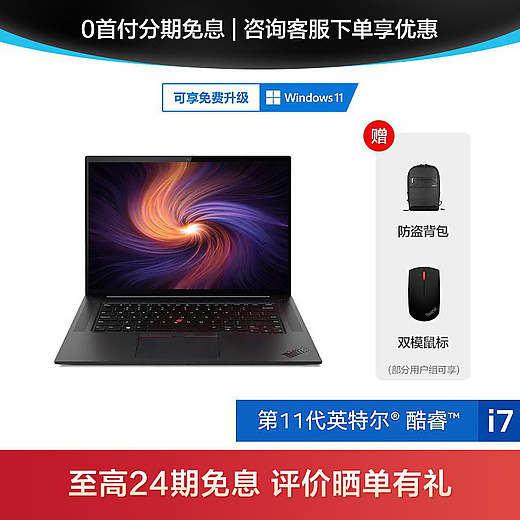 0首付分期免息 | 咨询客服下单享优惠
可享免费升级 Windows 11
赠
防盗背包
双模鼠标
(部分用户组可享)
第11代英特尔® 酷睿™ i7
至高24期免息 评价晒单有礼